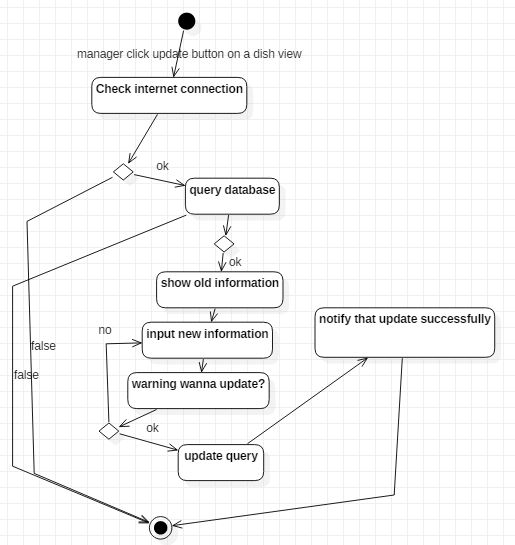 manager click update button on a dish view
Check internet connection
ok
query database
ok
show old information
notify that update successfully
no
input new information
false
false
warning wanna update?
ok
update query